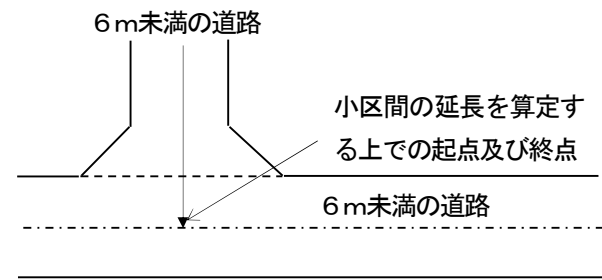 ６ｍ未満の道路
小区間の延長を算定す
る上での起点及び終点
６ｍ未満の道路